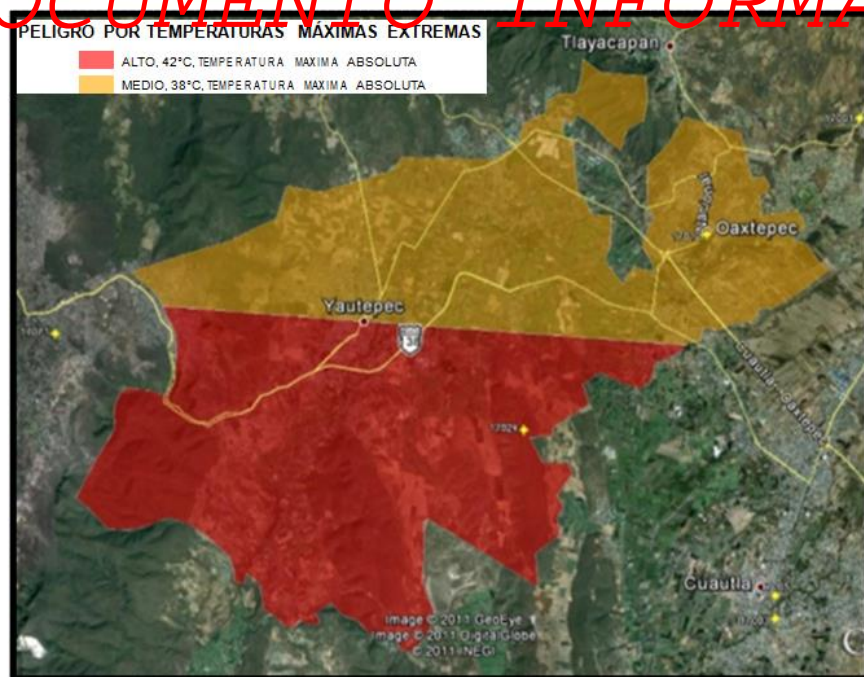 DOCUMENTO INFORMA
PELIGRO POR TEMPERATURAS MÁXIMAS EXTREMAS
ALTO, 42°C, TEMPERATURA MAXIMA ABSOLUTA
MEDIO, 38°C, TEMPERATURA MAXIMA ABSOLUTA
Tlayacapan
Oaxtepec
Yautepec
17024
Cuautla - Oaxtepec
Cuautla
Image © 2011 GeoEye
Image © 2011 DigitalGlobe
© 2011 INEGI